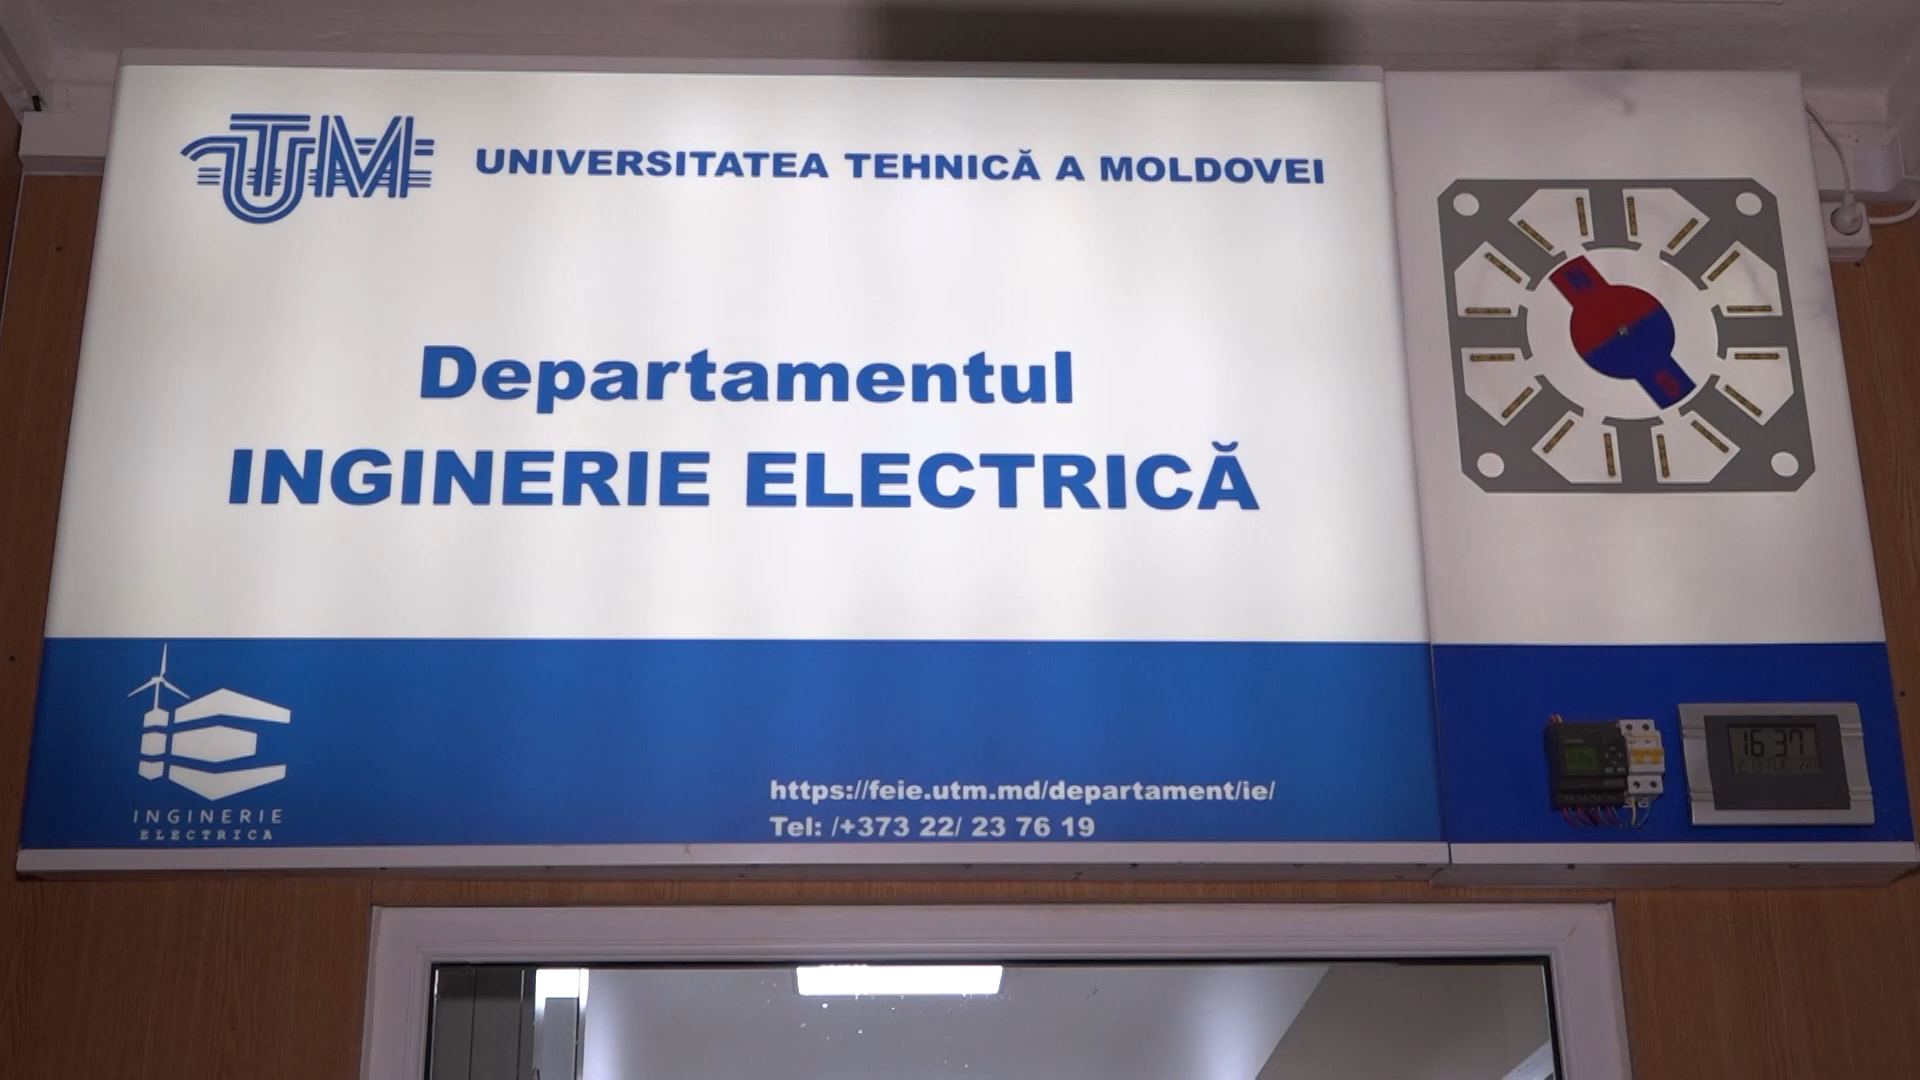 UTM
UNIVERSITATEA TEHNICĂ A MOLDOVEI
Departamentul
INGINERIE ELECTRICĂ
INGINERIE
ELECTRICA
https://feie.utm.md/departament/ie/
Tel: /+373 22/ 23 76 19
N
S
16:37